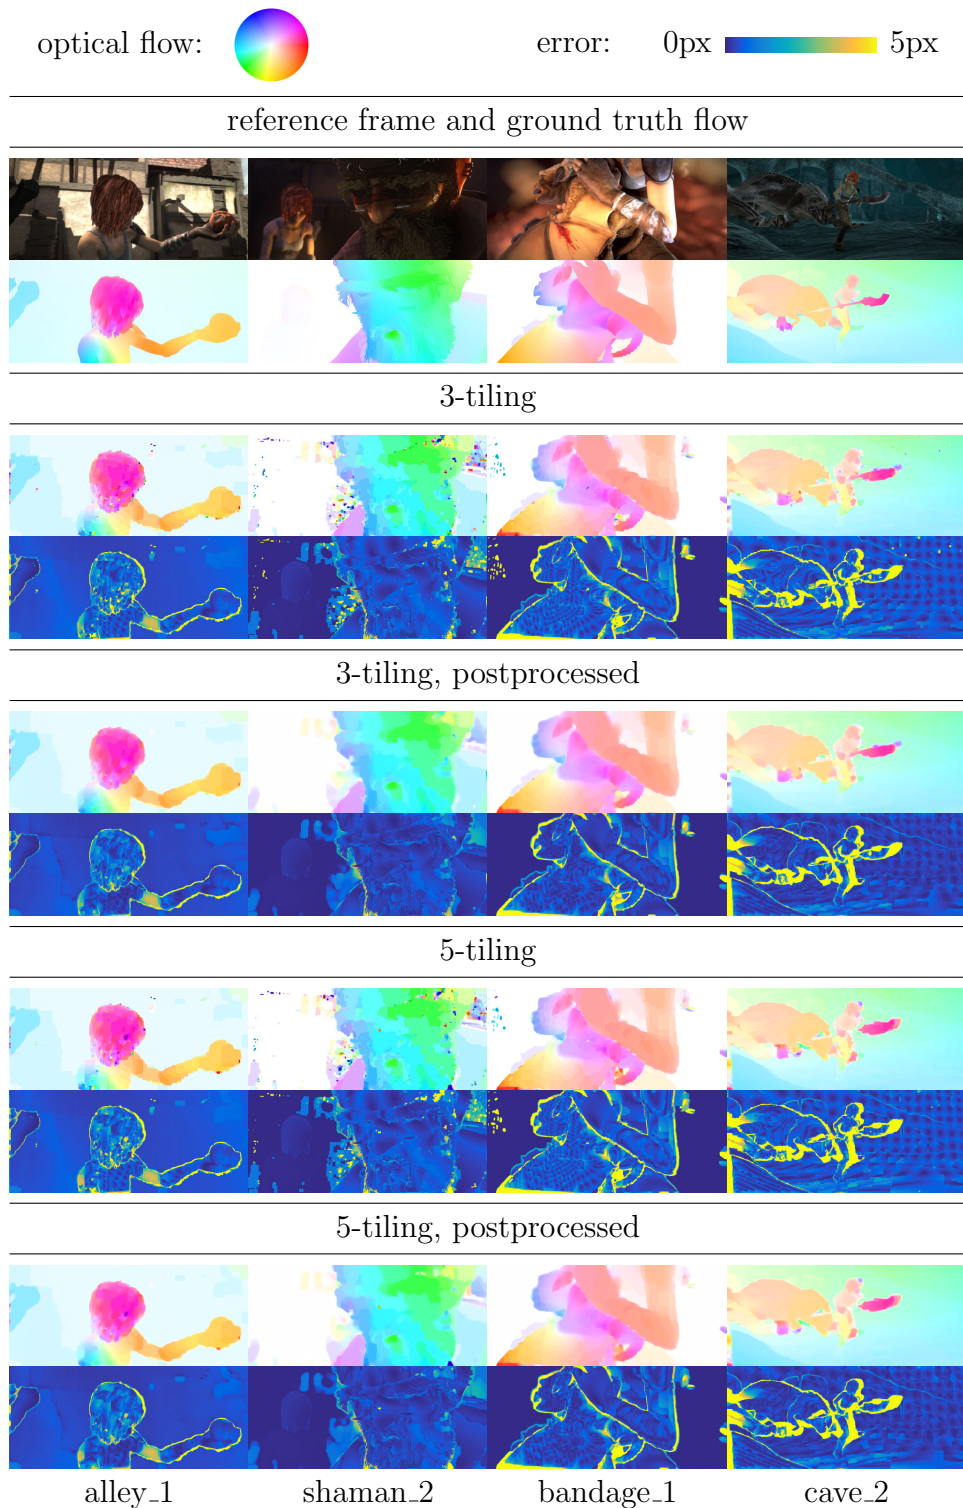 optical flow:
error: 0px 5px
reference frame and ground truth flow
3-tiling
3-tiling, postprocessed
5-tiling
5-tiling, postprocessed
alley_1 shaman_2 bandage_1 cave_2